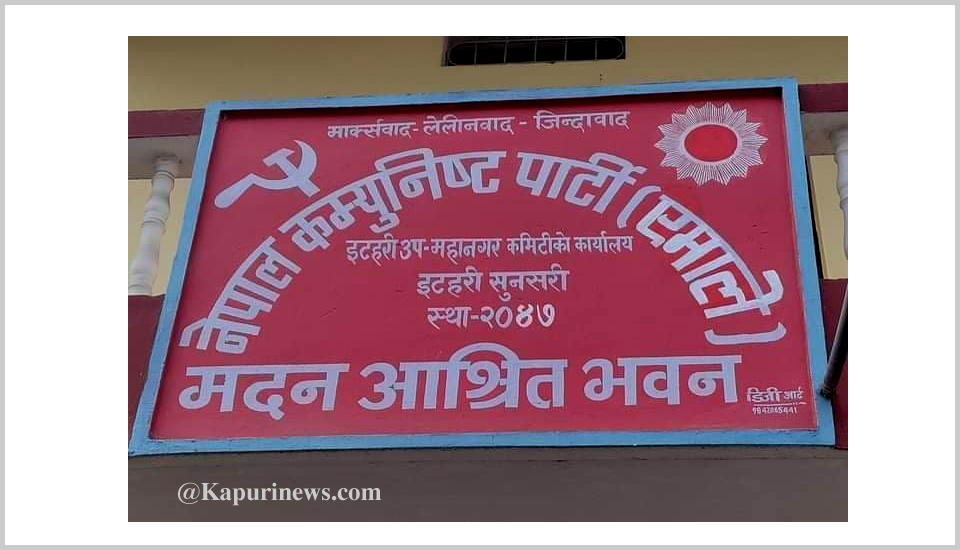 मार्क्सवाद-लेलीनवाद - जिन्दावाद
नेपाल कम्युनिष्ट पार्टी (एमाले)
इटहरी उप-महानगर कमिटीको कार्यालय
इटहरी सुनसरी
स्था-२०४७
मदन आश्रित भवन
डिजी आर्ट
@Kapurinews.com